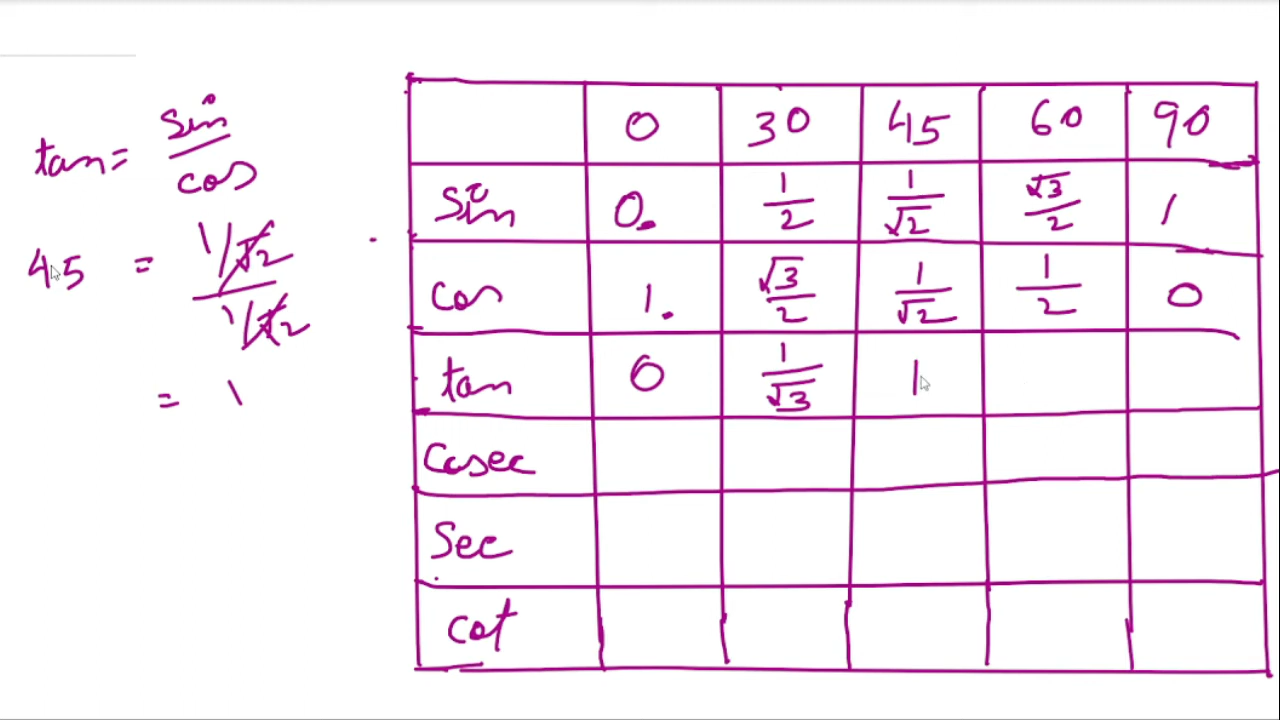 tan = sin/cos
45 = 1/√2 / 1/√2
= 1
0 30 45 60 90
sin 0. 1/2 1/√2 √3/2 1
cos 1. √3/2 1/√2 1/2 0
tan 0 1/√3 1
Cosec
Sec
cot